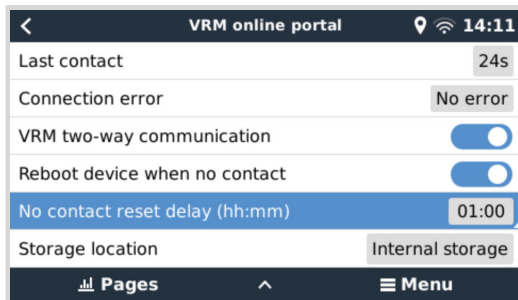 VRM online portal 14:11
Last contact 24s
Connection error No error
VRM two-way communication
Reboot device when no contact
No contact reset delay (hh:mm) 01:00
Storage location Internal storage
Pages Menu